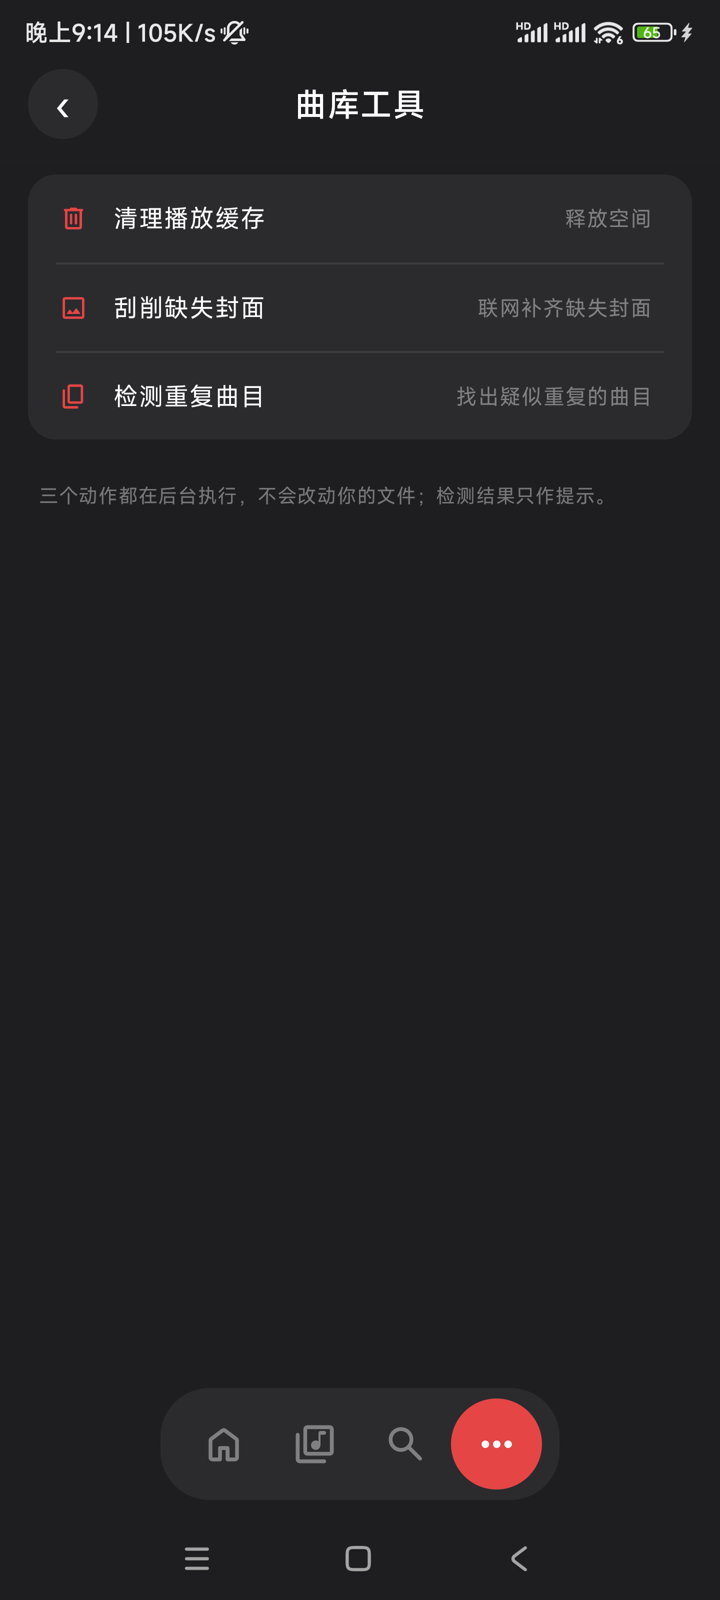 晚上9:14 | 105K/s
HD HD 6 65
曲库工具
清理播放缓存 释放空间
刮削缺失封面 联网补齐缺失封面
检测重复曲目 找出疑似重复的曲目
三个动作都在后台执行，不会改动你的文件；检测结果只作提示。